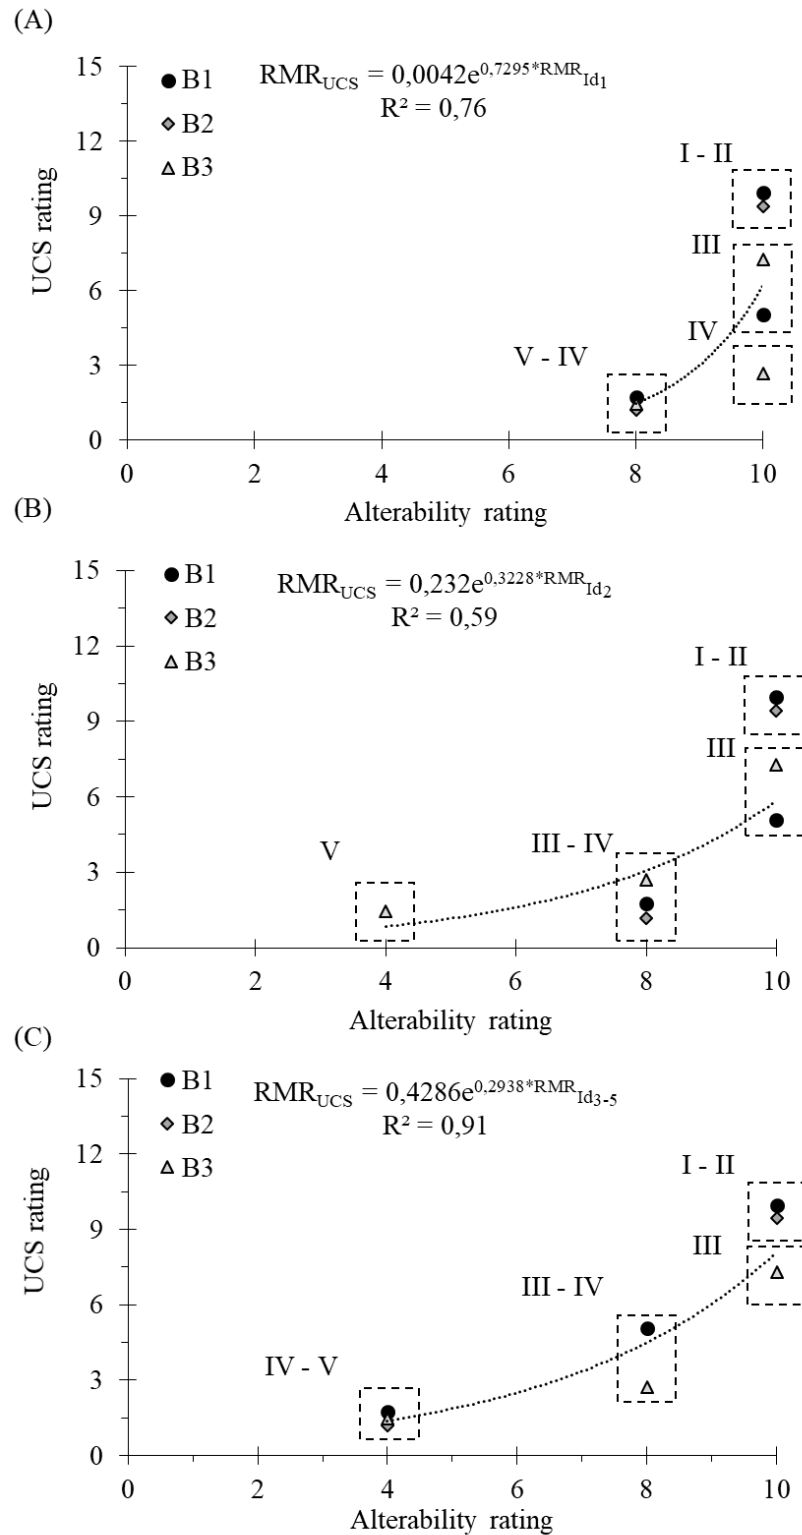 (A)
RMR_UCS = 0,0042e^0,7295*RMR_Id1
R² = 0,76
B1
B2
B3
15
12
9
6
3
0
UCS rating
I - II
III
IV
V - IV
0 2 4 6 8 10
Alterability rating
(B)
RMR_UCS = 0,232e^0,3228*RMR_Id2
R² = 0,59
B1
B2
B3
15
12
9
6
3
0
UCS rating
I - II
III
III - IV
V
0 2 4 6 8 10
Alterability rating
(C)
RMR_UCS = 0,4286e^0,2938*RMR_Id3-5
R² = 0,91
B1
B2
B3
15
12
9
6
3
0
UCS rating
I - II
III
III - IV
IV - V
0 2 4 6 8 10
Alterability rating